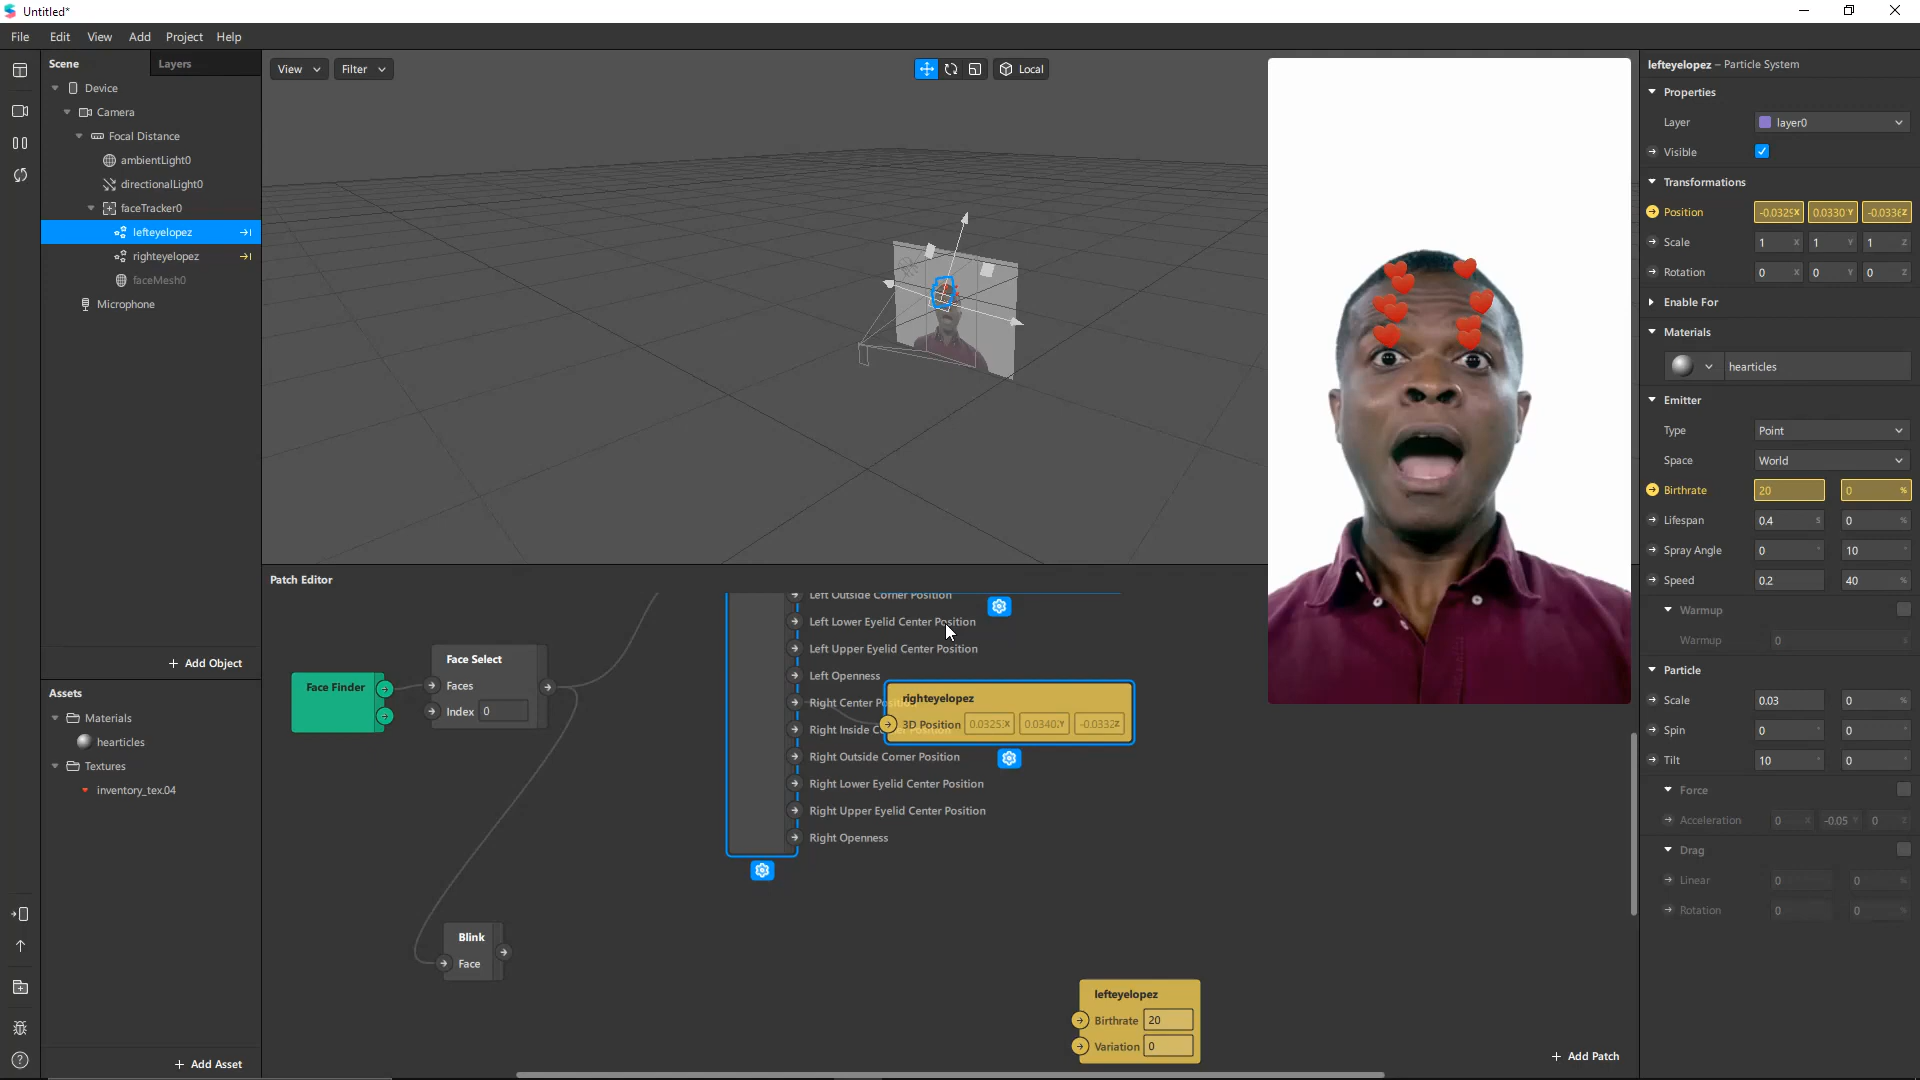 Untitled*
File Edit View Add Project Help
Scene Layers
Device
Camera
Focal Distance
ambientLight0
directionalLight0
faceTracker0
lefteyelopez
righteyelopez
faceMesh0
Microphone
+ Add Object
Assets
Materials
hearticles
Textures
inventory_tex.04
+ Add Asset
View Filter Local
Patch Editor
Face Finder
Face Select
Faces
Index 0
Blink
Face
Left Outside Corner Position
Left Lower Eyelid Center Position
Left Upper Eyelid Center Position
Left Openness
Right Center
Right Inside
Right Outside Corner Position
Right Lower Eyelid Center Position
Right Upper Eyelid Center Position
Right Openness
righteyelopez
3D Position 0.0325 X 0.0340 Y -0.0332 Z
lefteyelopez
Birthrate 20
Variation 0
+ Add Patch
lefteyelopez – Particle System
Properties
Layer layer0
Visible
Transformations
Position -0.0325 X 0.0330 Y -0.0336 Z
Scale 1 X 1 Y 1 Z
Rotation 0 X 0 Y 0 Z
Enable For
Materials
hearticles
Emitter
Type Point
Space World
Birthrate 20 0 %
Lifespan 0.4 s 0 %
Spray Angle 0 ° 10 °
Speed 0.2 40 %
Warmup
Warmup 0 s
Particle
Scale 0.03 0 %
Spin 0 ° 0 °
Tilt 10 ° 0 °
Force
Acceleration 0 X -0.05 Y 0 Z
Drag
Linear 0 0 %
Rotation 0 0 %